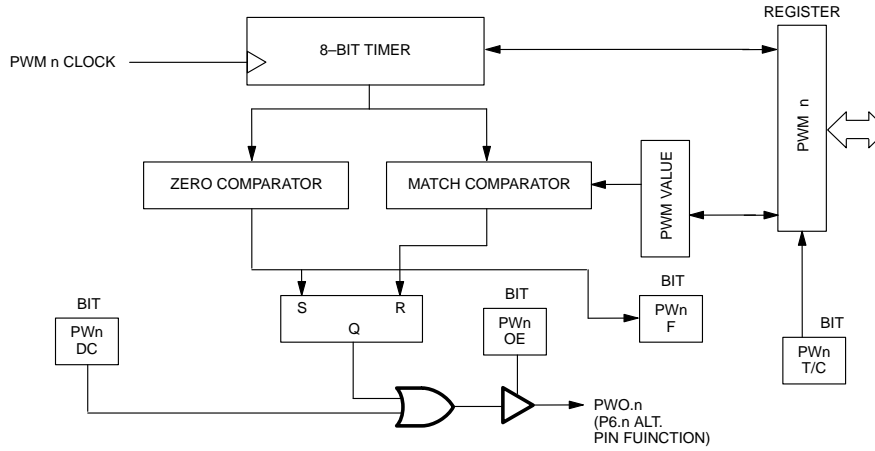 REGISTER
8–BIT TIMER
PWM n CLOCK
PWM n
ZERO COMPARATOR
MATCH COMPARATOR
PWM VALUE
BIT
PWn
DC
S
R
Q
BIT
PWn
OE
BIT
PWn
F
BIT
PWn
T/C
PWO.n
(P6.n ALT.
PIN FUINCTION)